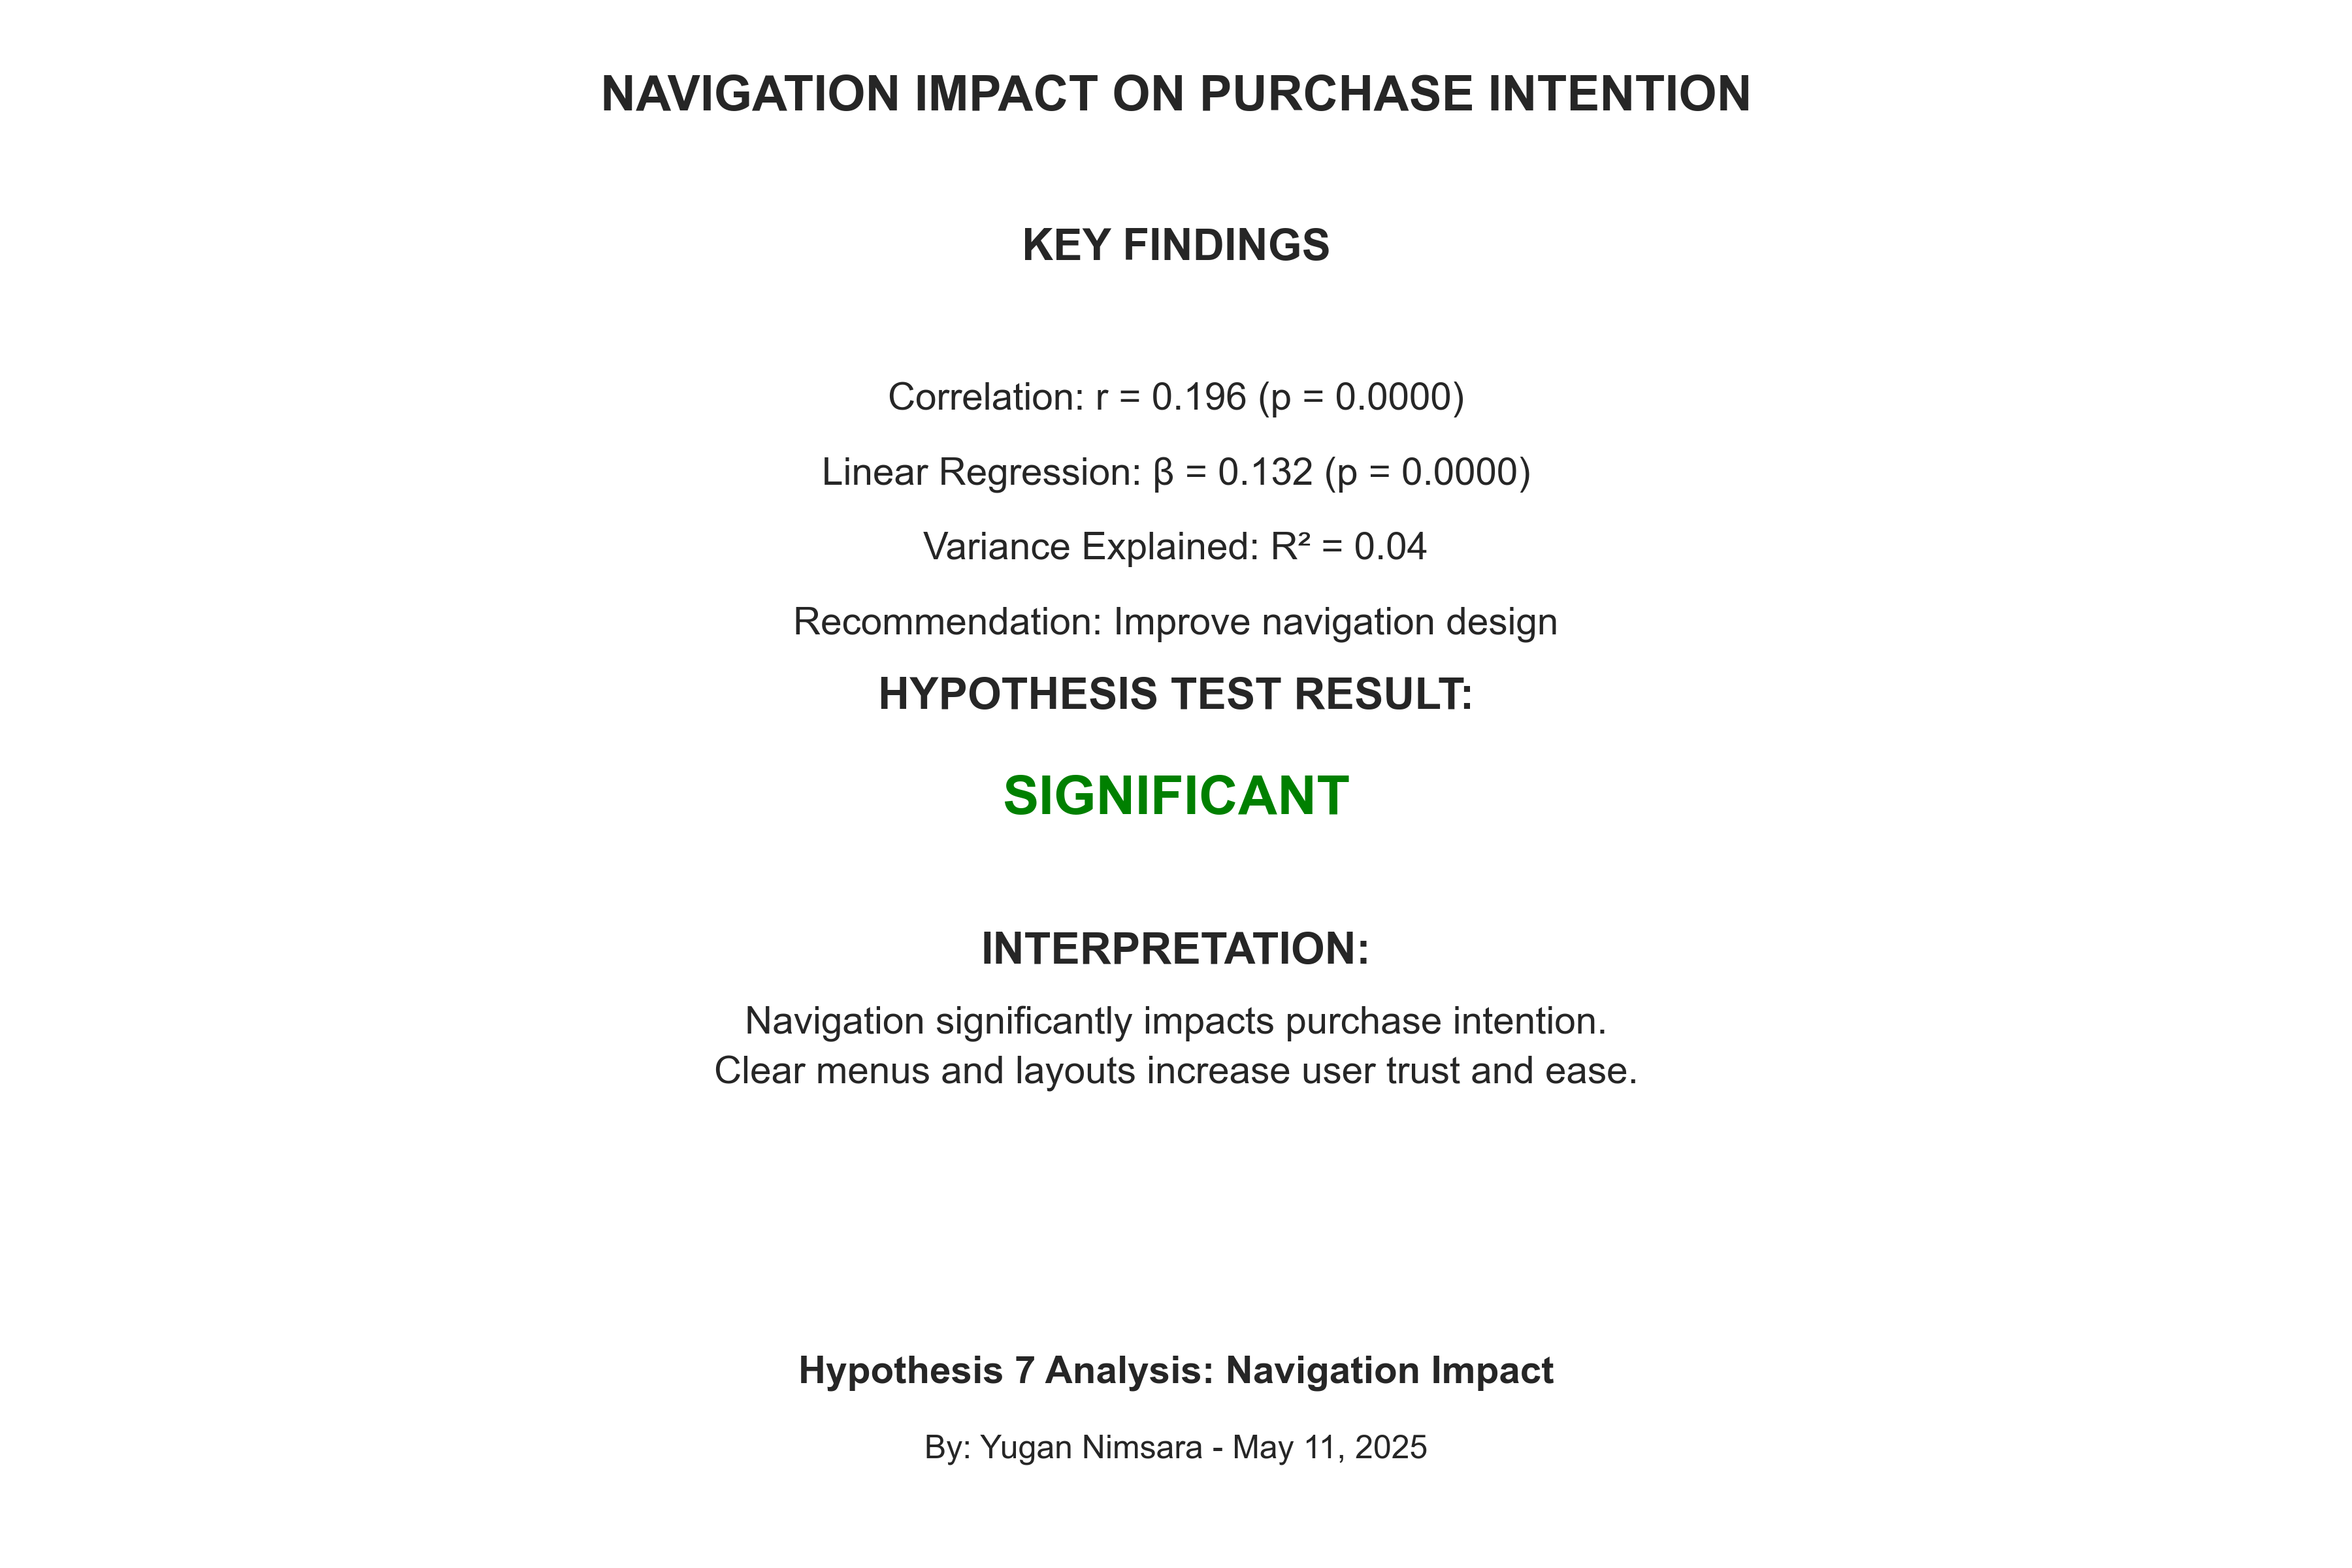 NAVIGATION IMPACT ON PURCHASE INTENTION
KEY FINDINGS
Correlation: r = 0.196 (p = 0.0000)
Linear Regression: β = 0.132 (p = 0.0000)
Variance Explained: R² = 0.04
Recommendation: Improve navigation design
HYPOTHESIS TEST RESULT:
SIGNIFICANT
INTERPRETATION:
Navigation significantly impacts purchase intention.
Clear menus and layouts increase user trust and ease.
Hypothesis 7 Analysis: Navigation Impact
By: Yugan Nimsara - May 11, 2025